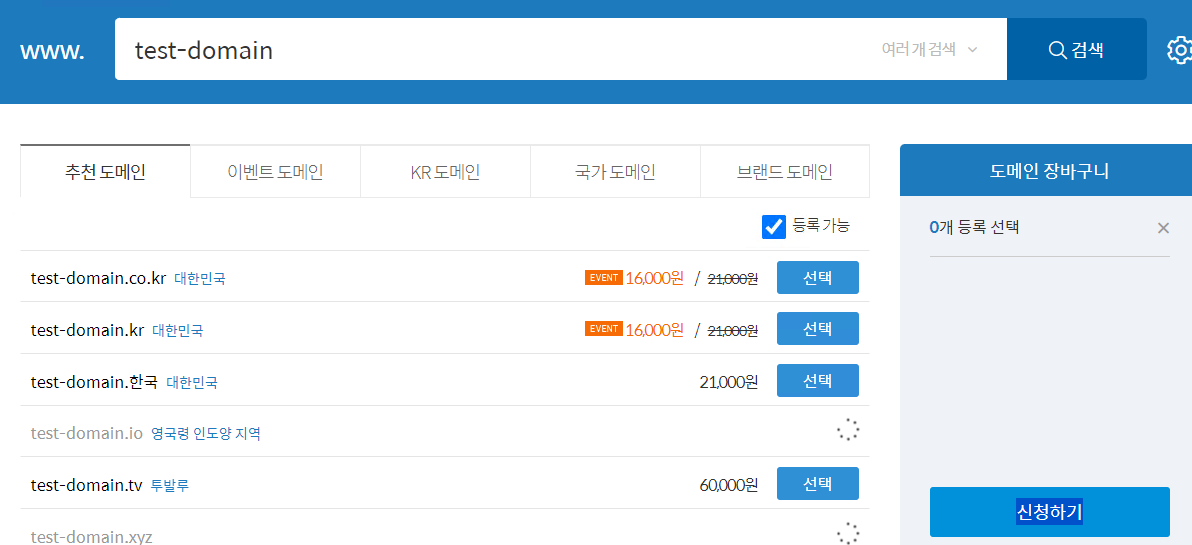 www. test-domain 여러 개 검색 검색
추천 도메인 이벤트 도메인 KR 도메인 국가 도메인 브랜드 도메인
등록 가능
test-domain.co.kr 대한민국 EVENT 16,000원 / 21,000원 선택
test-domain.kr 대한민국 EVENT 16,000원 / 21,000원 선택
test-domain.한국 대한민국 21,000원 선택
test-domain.io 영국령 인도양 지역
test-domain.tv 투발루 60,000원 선택
test-domain.xyz
도메인 장바구니
0개 등록 선택 ×
신청하기